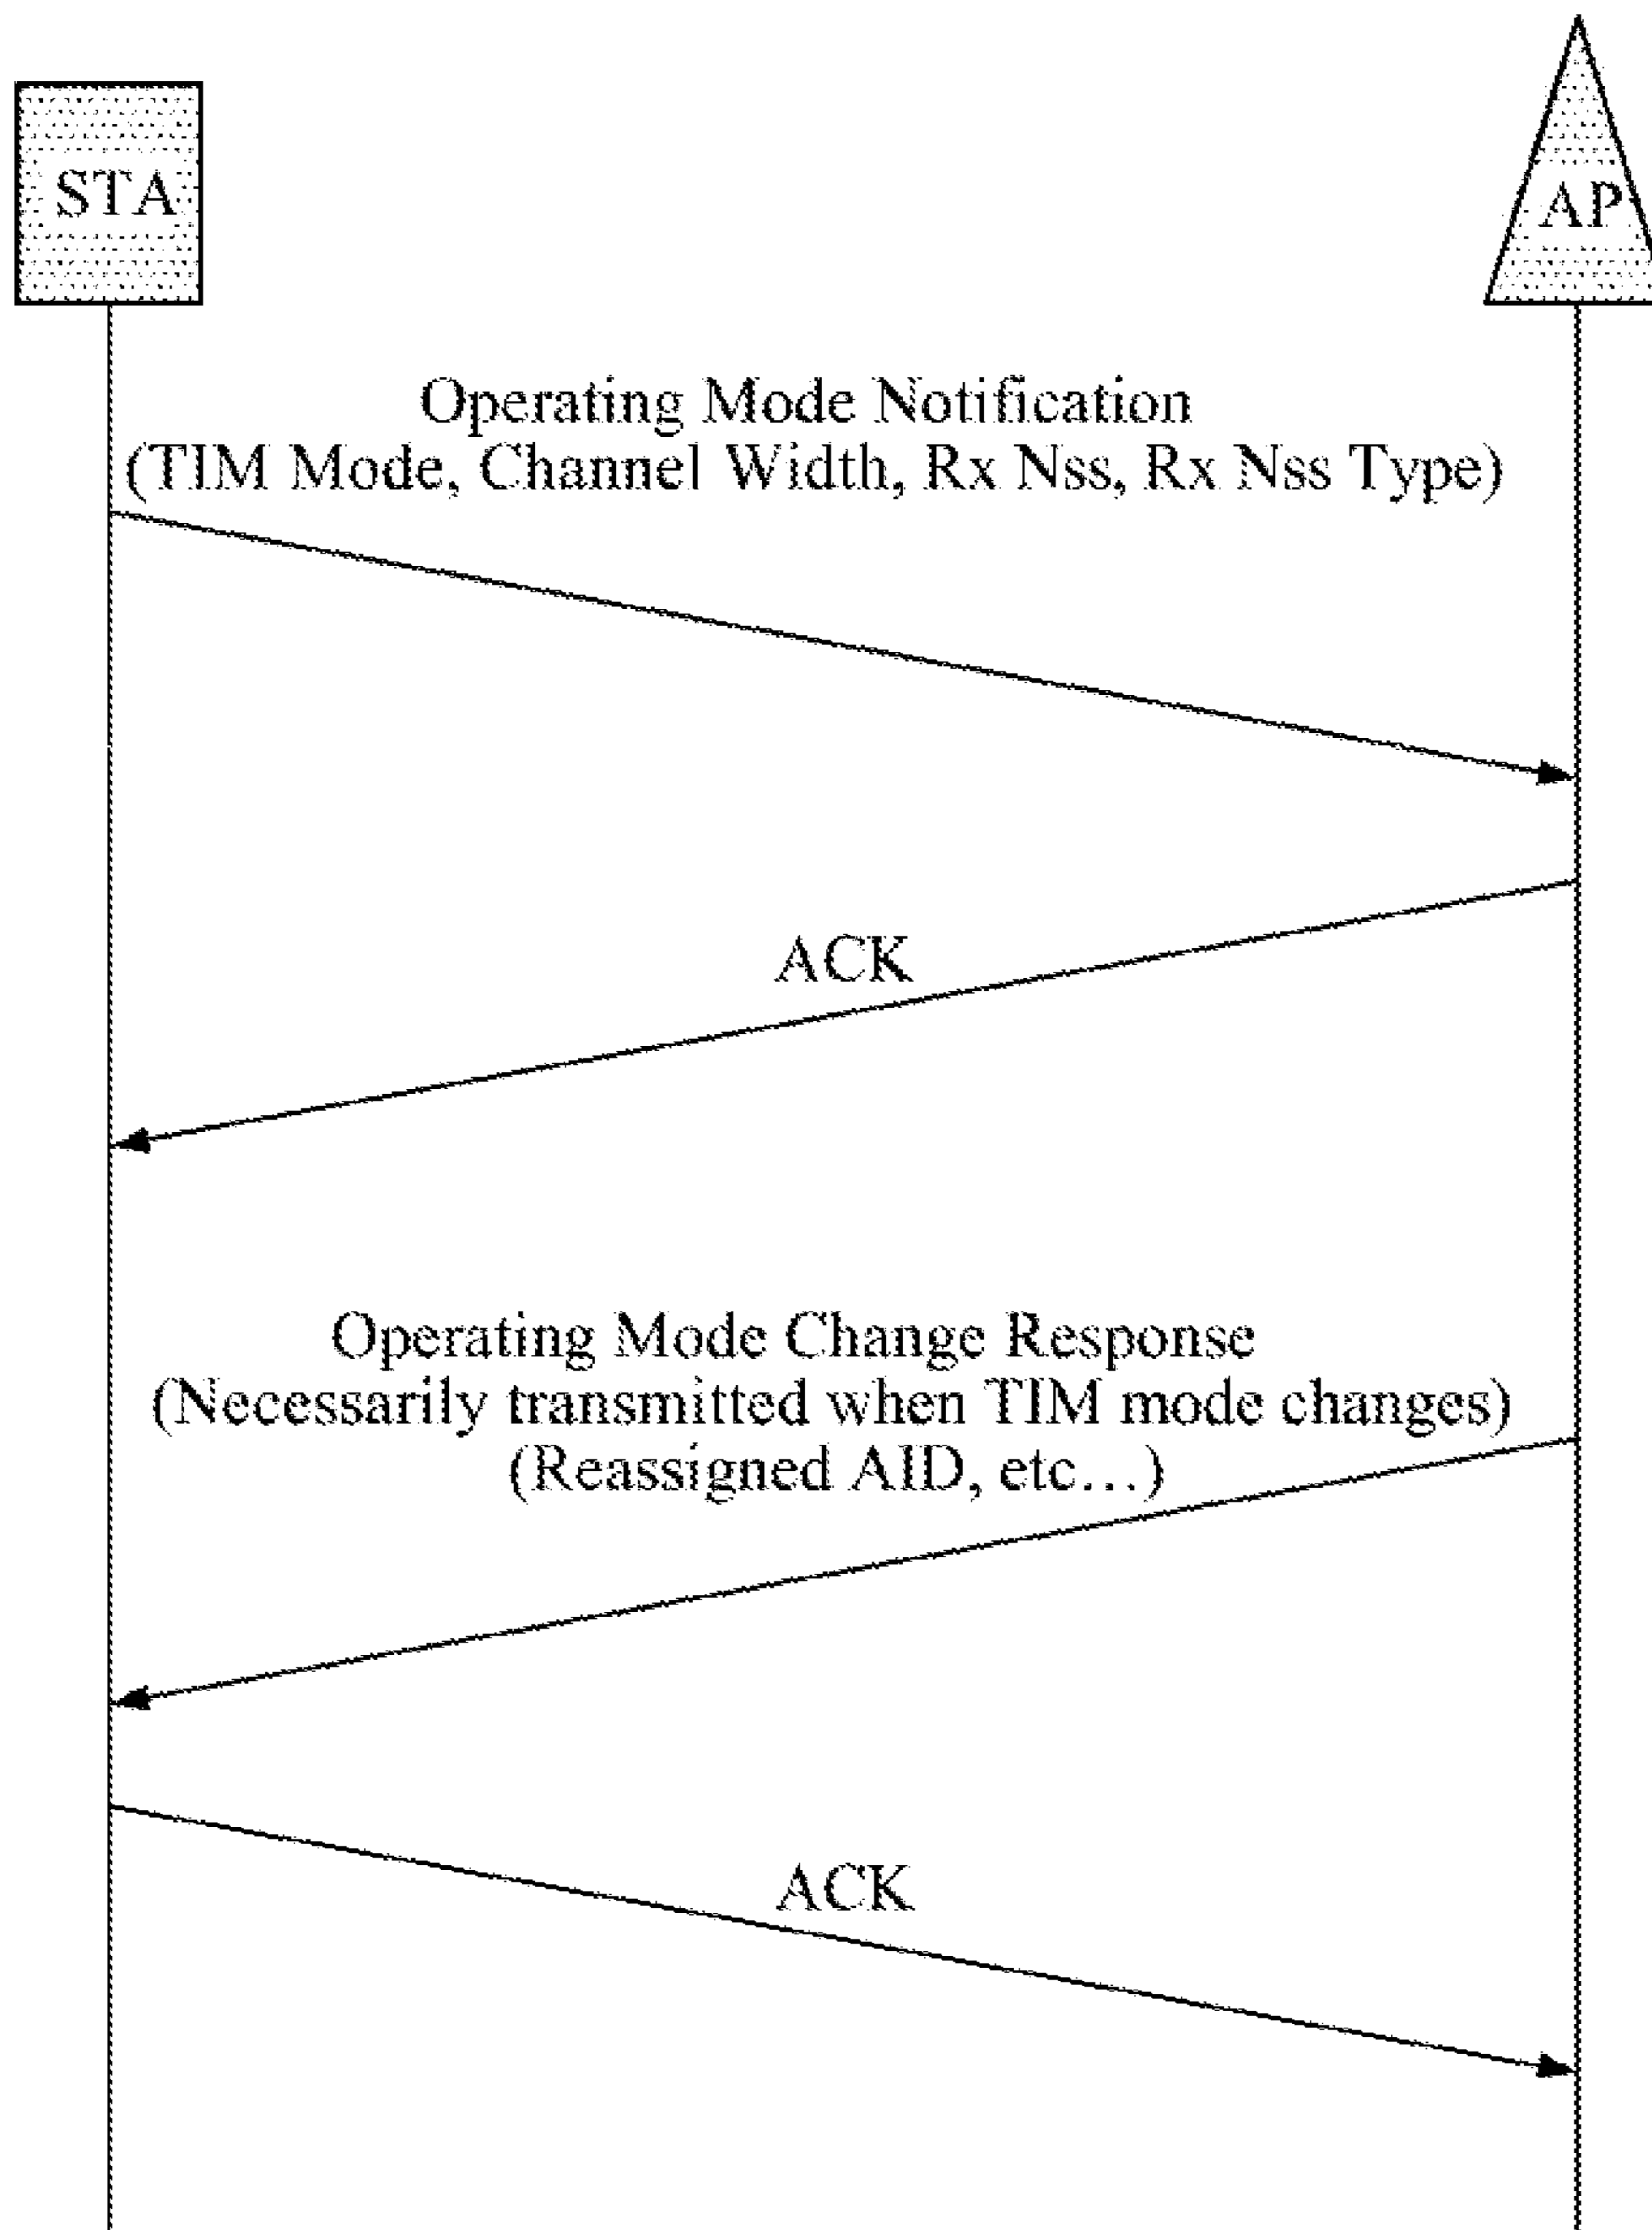 STA
AP
Operating Mode Notification
(TIM Mode, Channel Width, Rx Nss, Rx Nss Type)
ACK
Operating Mode Change Response
(Necessarily transmitted when TIM mode changes)
(Reassigned AID, etc…)
ACK